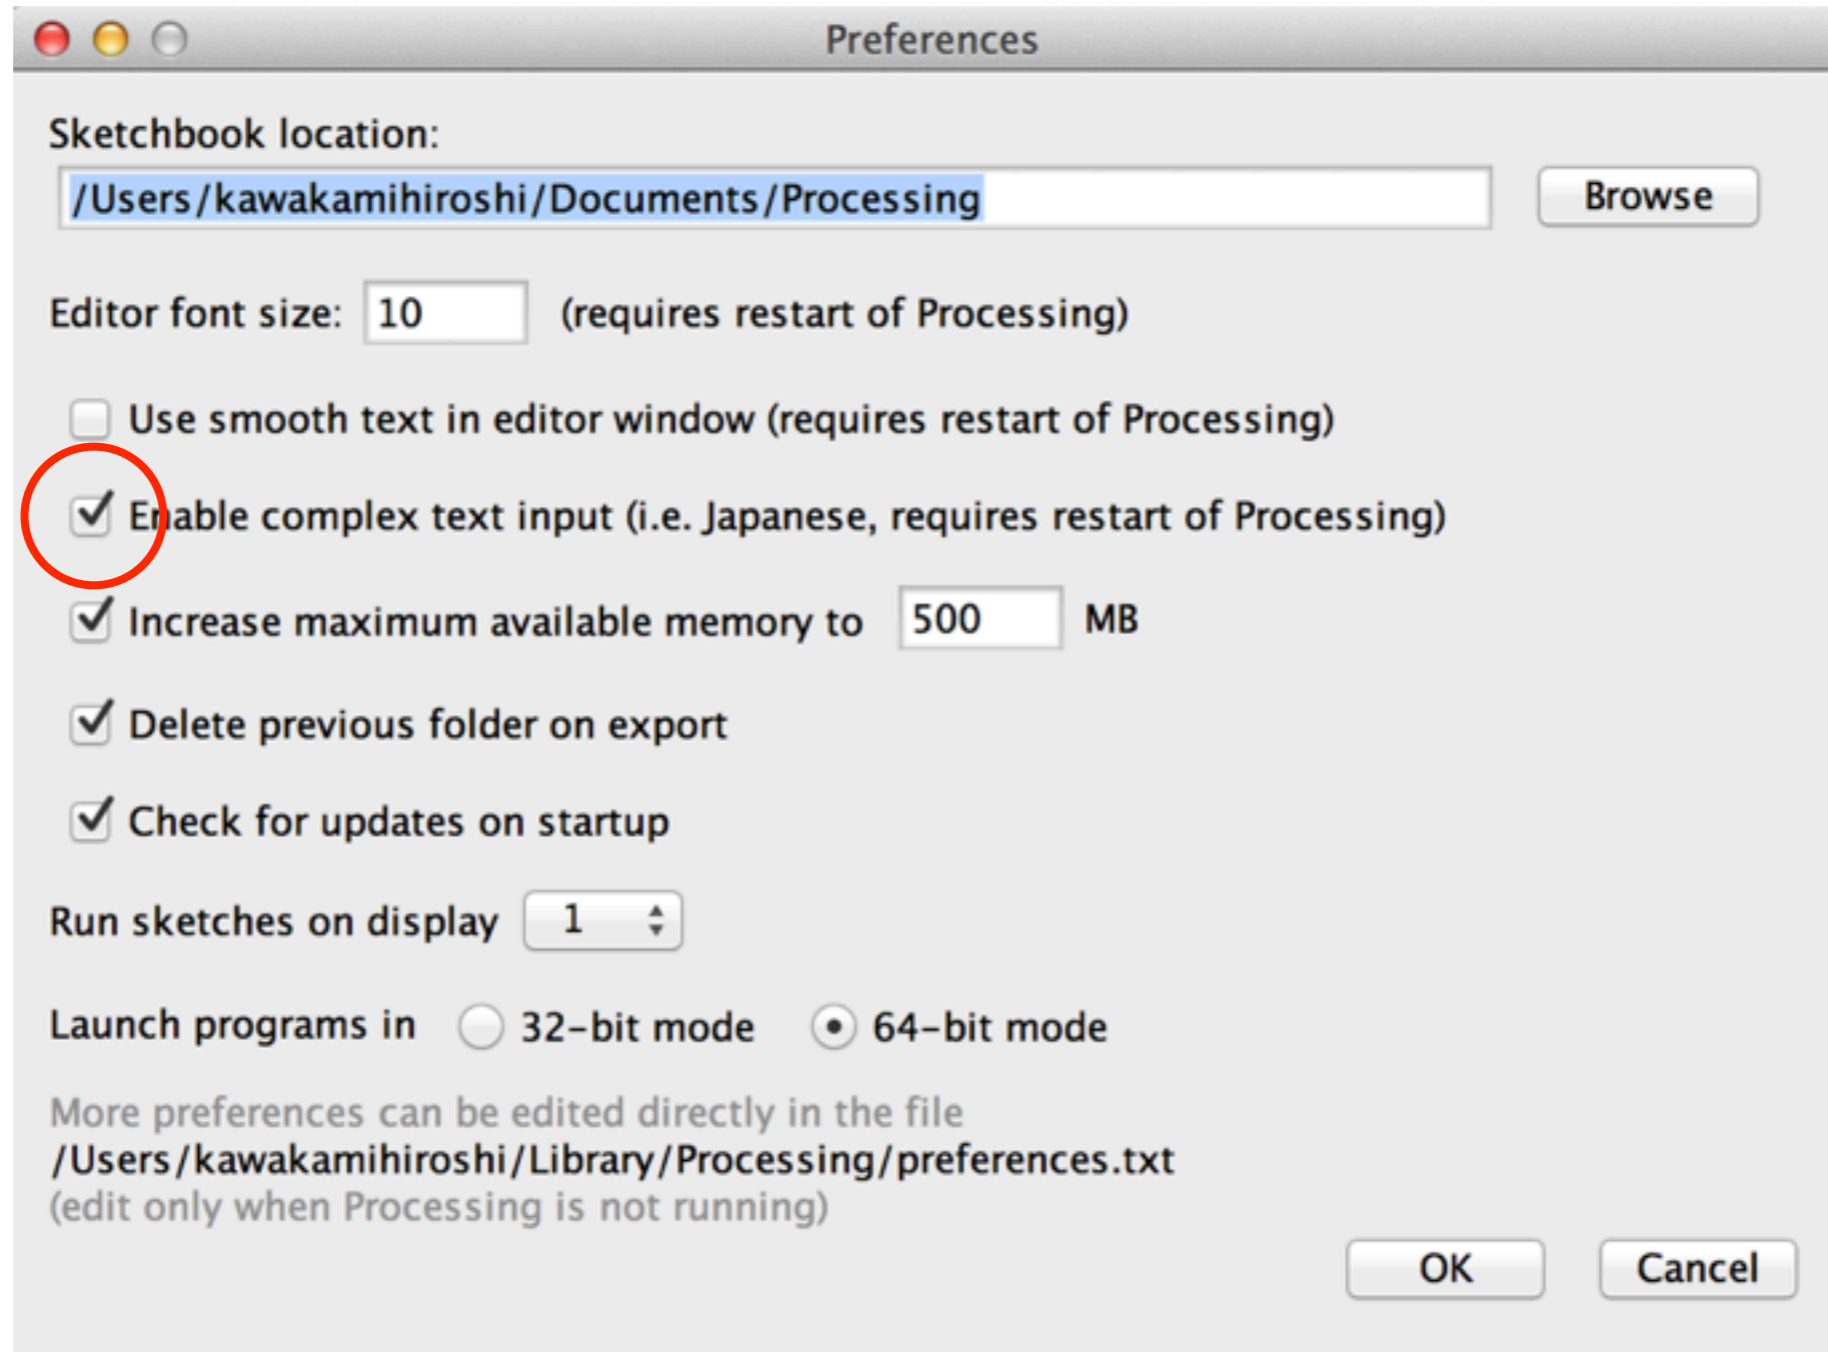 Preferences
Sketchbook location:
/Users/kawakamihiroshi/Documents/Processing Browse
Editor font size: 10 (requires restart of Processing)
Use smooth text in editor window (requires restart of Processing)
Enable complex text input (i.e. Japanese, requires restart of Processing)
Increase maximum available memory to 500 MB
Delete previous folder on export
Check for updates on startup
Run sketches on display 1
Launch programs in 32-bit mode 64-bit mode
More preferences can be edited directly in the file
/Users/kawakamihiroshi/Library/Processing/preferences.txt
(edit only when Processing is not running)
OK Cancel